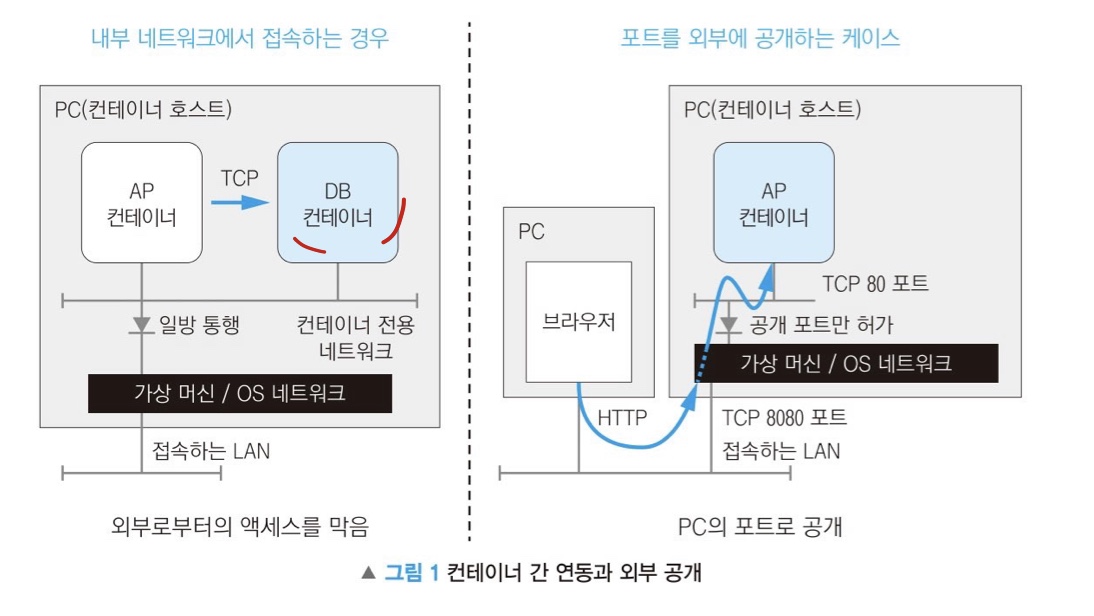 내부 네트워크에서 접속하는 경우
PC(컨테이너 호스트)
AP
컨테이너
TCP
DB
컨테이너
일방 통행
컨테이너 전용
네트워크
가상 머신 / OS 네트워크
접속하는 LAN
외부로부터의 액세스를 막음
포트를 외부에 공개하는 케이스
PC(컨테이너 호스트)
AP
컨테이너
PC
브라우저
TCP 80 포트
공개 포트만 허가
가상 머신 / OS 네트워크
HTTP
TCP 8080 포트
접속하는 LAN
PC의 포트로 공개
▲ 그림 1 컨테이너 간 연동과 외부 공개